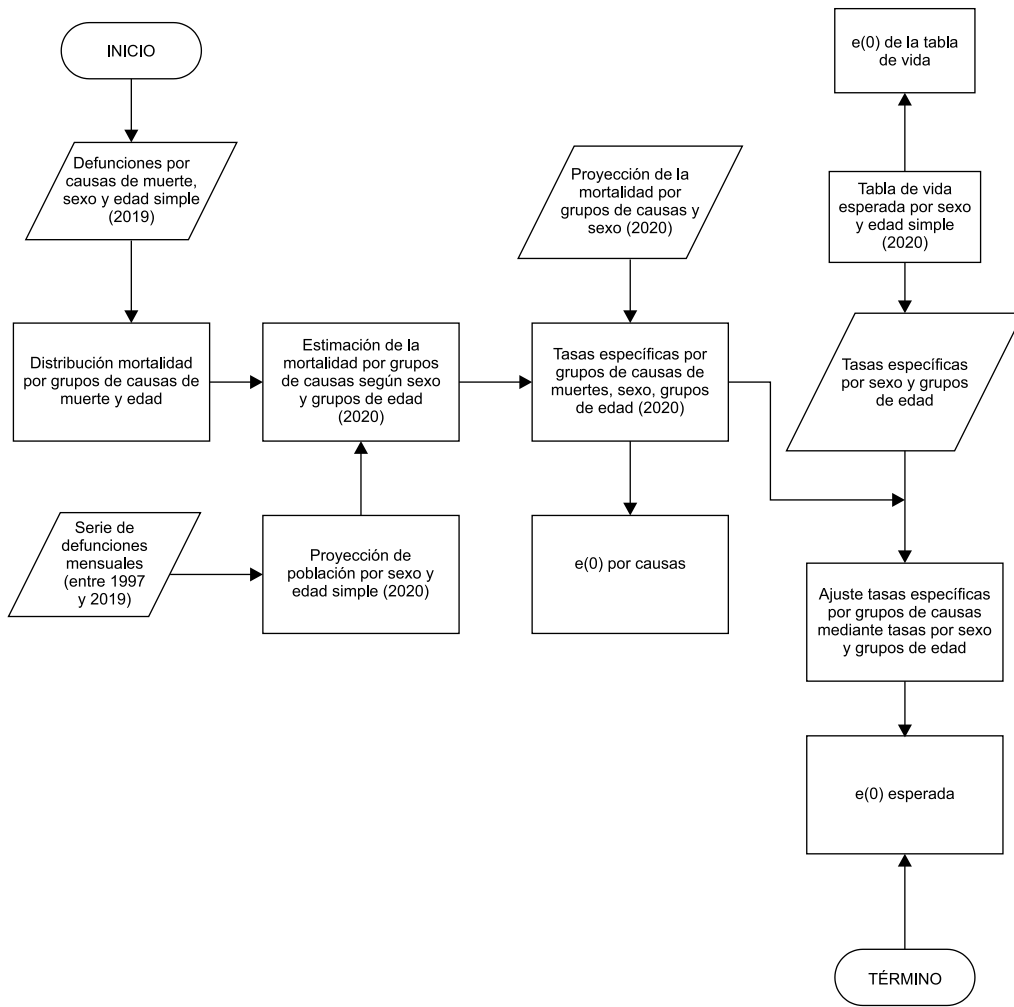 INICIO
Defunciones por
causas de muerte,
sexo y edad simple
(2019)
Distribución mortalidad
por grupos de causas de
muerte y edad
Serie de
defunciones
mensuales
(entre 1997
y 2019)
Estimación de la
mortalidad por grupos
de causas según sexo
y grupos de edad
(2020)
Proyección de
población por sexo y
edad simple (2020)
Proyección de la
mortalidad por
grupos de causas y
sexo (2020)
Tasas específicas por
grupos de causas de
muertes, sexo, grupos
de edad (2020)
e(0) por causas
e(0) de la tabla
de vida
Tabla de vida
esperada por sexo
y edad simple
(2020)
Tasas específicas
por sexo y grupos
de edad
Ajuste tasas específicas
por grupos de causas
mediante tasas por sexo
y grupos de edad
e(0) esperada
TÉRMINO